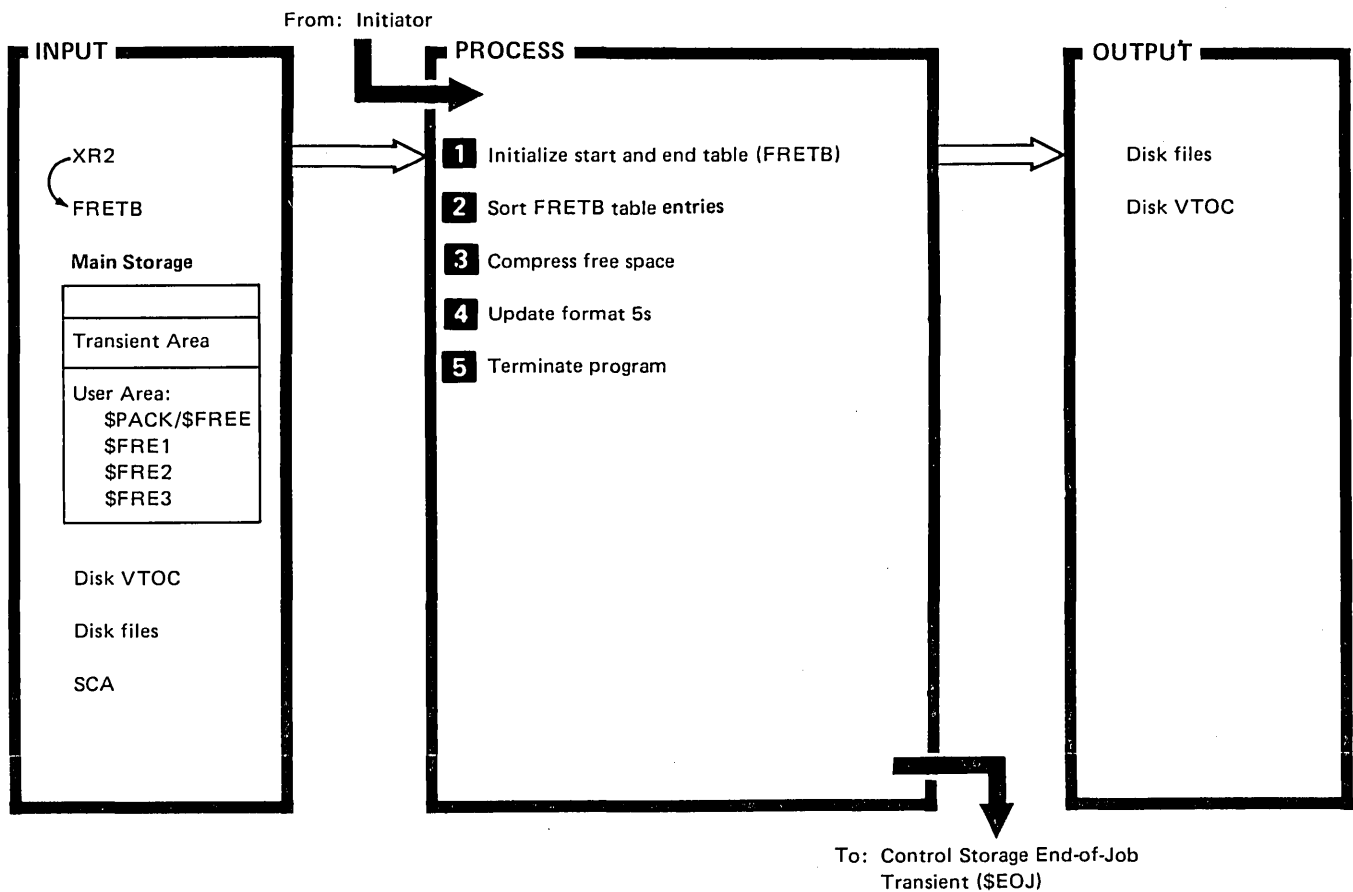 From: Initiator
INPUT
XR2
FRETB
Main Storage
Transient Area
User Area:
$PACK/$FREE
$FRE1
$FRE2
$FRE3
Disk VTOC
Disk files
SCA
PROCESS
1 Initialize start and end table (FRETB)
2 Sort FRETB table entries
3 Compress free space
4 Update format 5s
5 Terminate program
OUTPUT
Disk files
Disk VTOC
To: Control Storage End-of-Job
Transient ($EOJ)